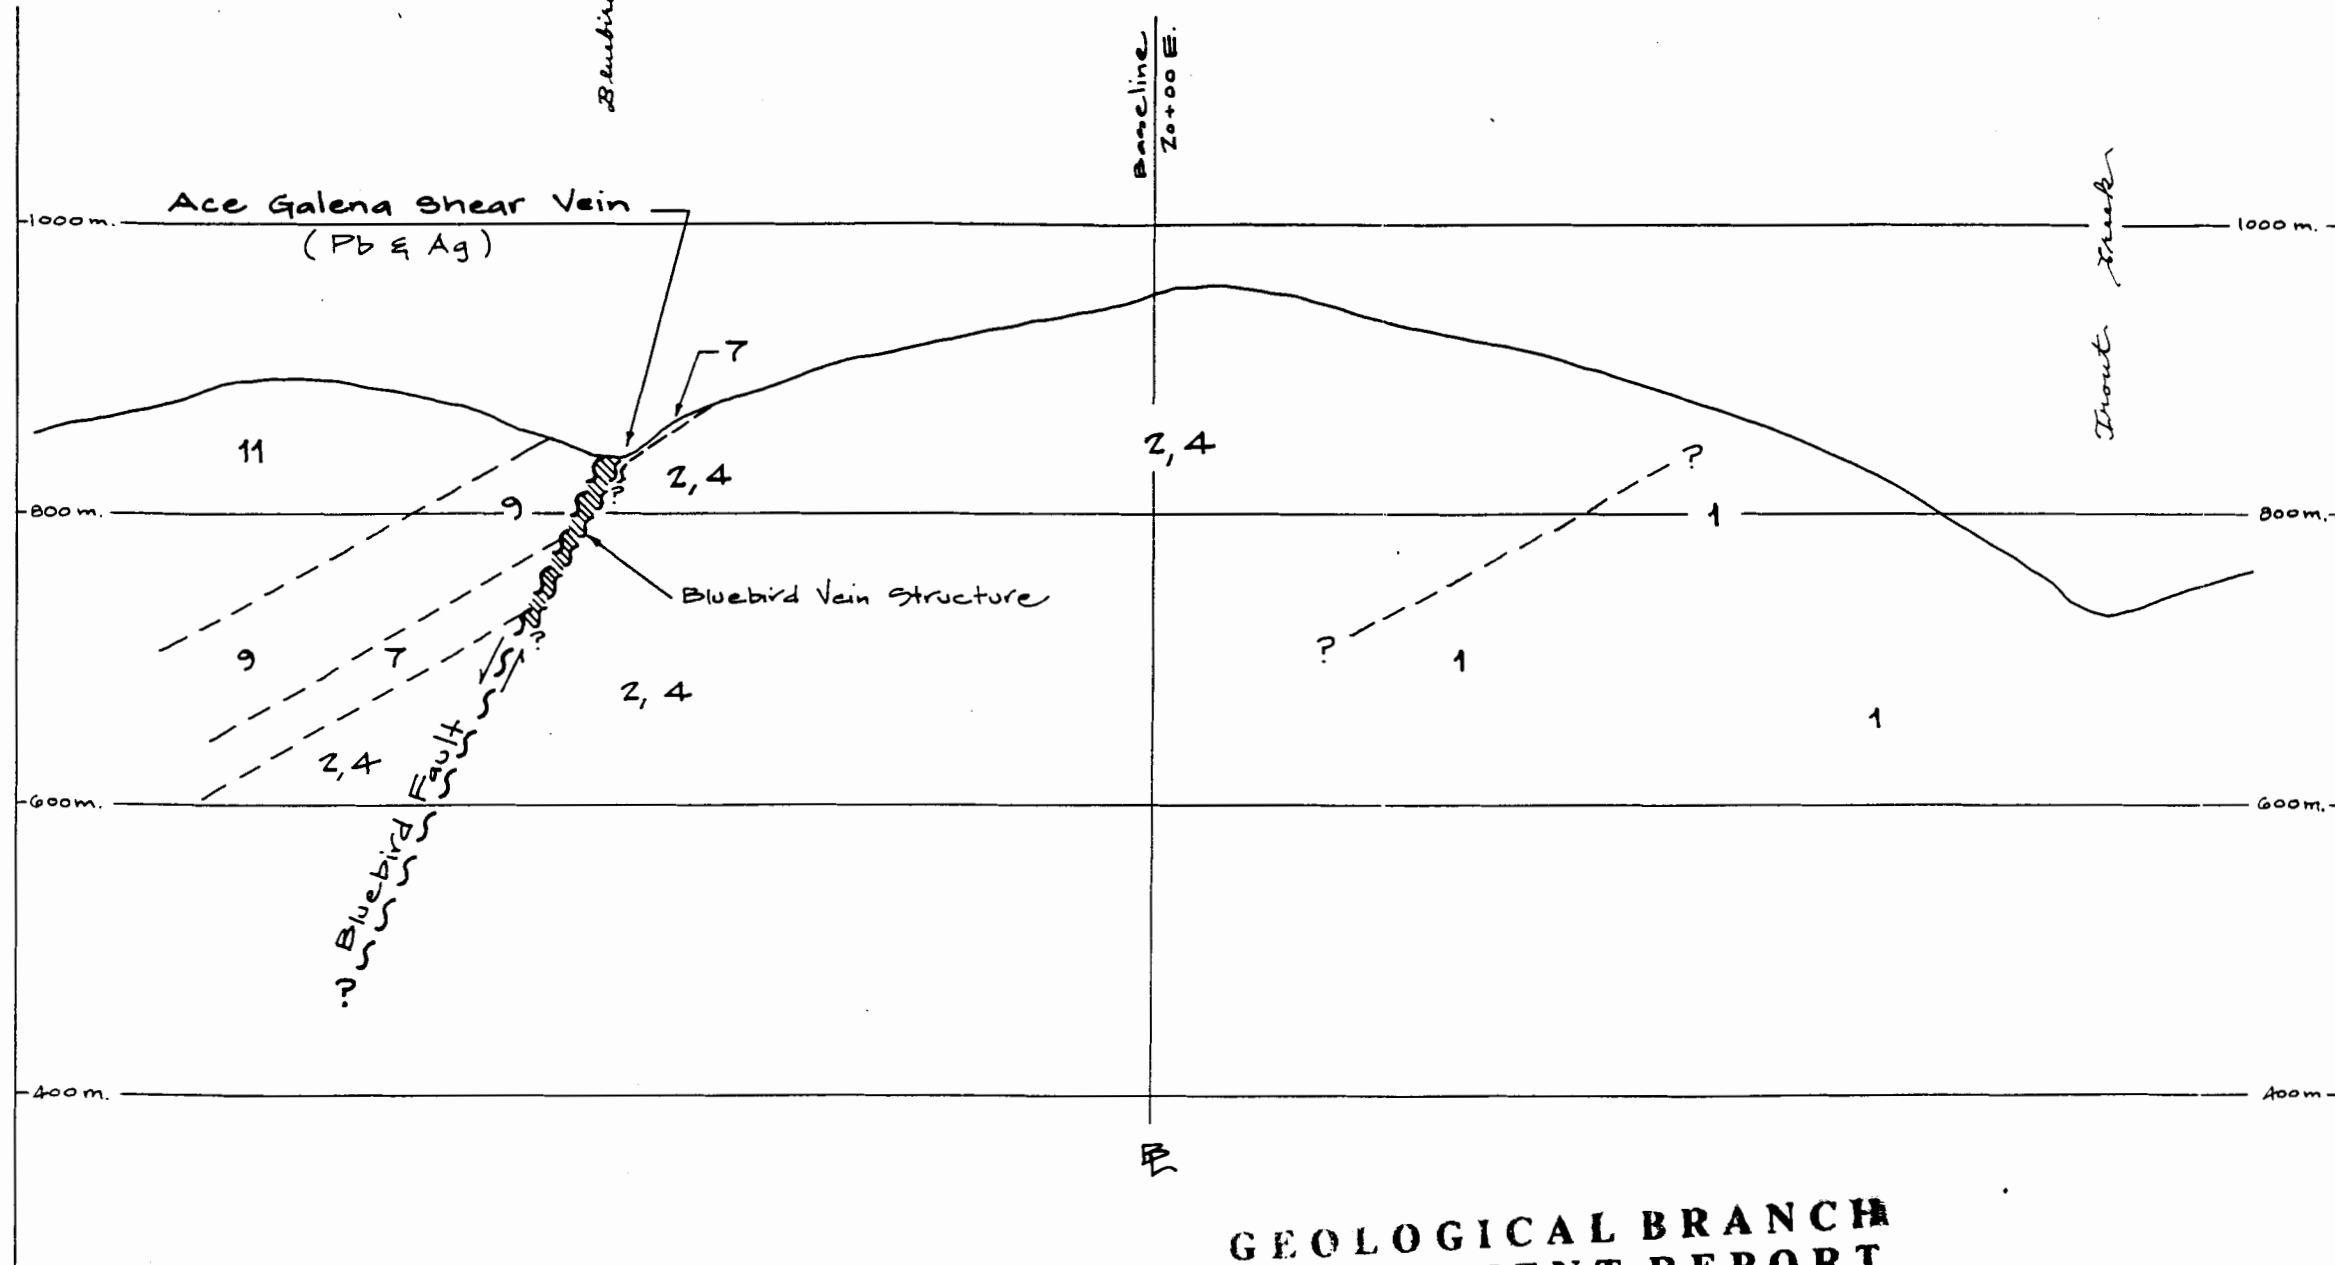 Baseline
20+00 E.
Ace Galena Shear Vein
(Pb & Ag)
1000 m.
1000 m.
Trout Creek
7
11
2, 4
2, 4
?
9
?
800 m.
1
800 m.
Bluebird Vein Structure
?
?
9
7
1
2, 4
1
2, 4
Bluebird Fault
600 m.
600 m.
?
400 m.
400 m
BL
GEOLOGICAL BRANCH
REPORT